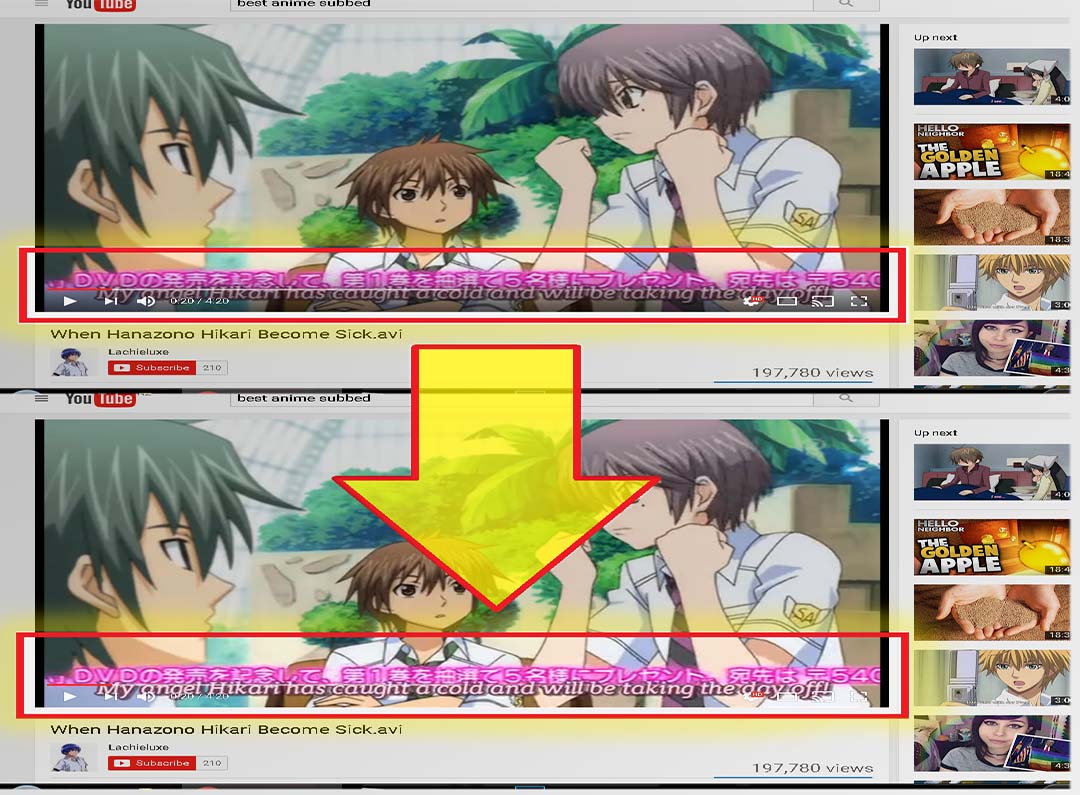 YouTube
best anime subbed
Up next
4:0
HELLO
NEIGHBOR
THE
GOLDEN
APPLE
18:4
18:3
3:0
4:3
SA
DVDの発売を記念して、第1巻を抽選で5名様にプレゼント。 宛先は 〒540
My angel Hikari has caught a cold and will be taking the day off!
0:20 / 4:20
HD
When Hanazono Hikari Become Sick.avi
Lachieluxe
Subscribe 210
197,780 views
YouTube NZ
best anime subbed
Up next
4:0
HELLO
NEIGHBOR
THE
GOLDEN
APPLE
18:4
18:3
3:0
4:3
SA
DVDの発売を記念して、第1巻を抽選で5名様にプレゼント。 宛先は 〒540
My angel Hikari has caught a cold and will be taking the day off!
0:20 / 4:20
HD
When Hanazono Hikari Become Sick.avi
Lachieluxe
Subscribe 210
197,780 views